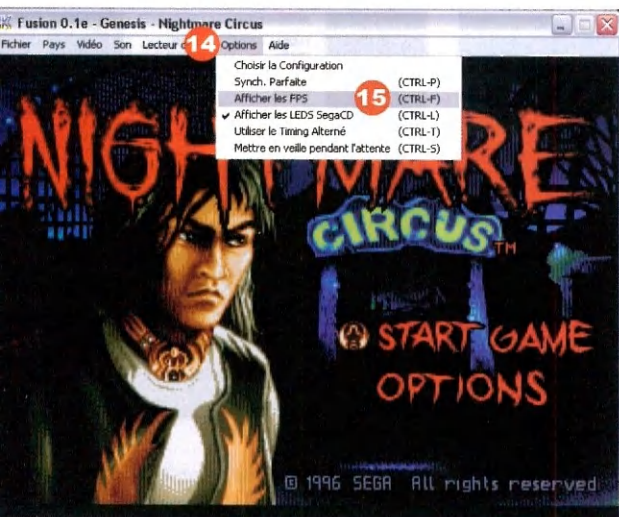 Fusion 0.1e - Genesis - Nightmare Circus
Fichier Pays Vidéo Son Lecteur 14 Options Aide
Choisir la Configuration
Synch. Parfaite (CTRL-P)
Afficher les FPS 15 (CTRL-F)
✓ Afficher les LEDS SegaCD (CTRL-L)
Utiliser le Timing Alterné (CTRL-T)
Mettre en veille pendant l'attente (CTRL-S)
NIGHTMARE
CIRCUS TM
START GAME
OPTIONS
© 1996 SEGA All rights reserved